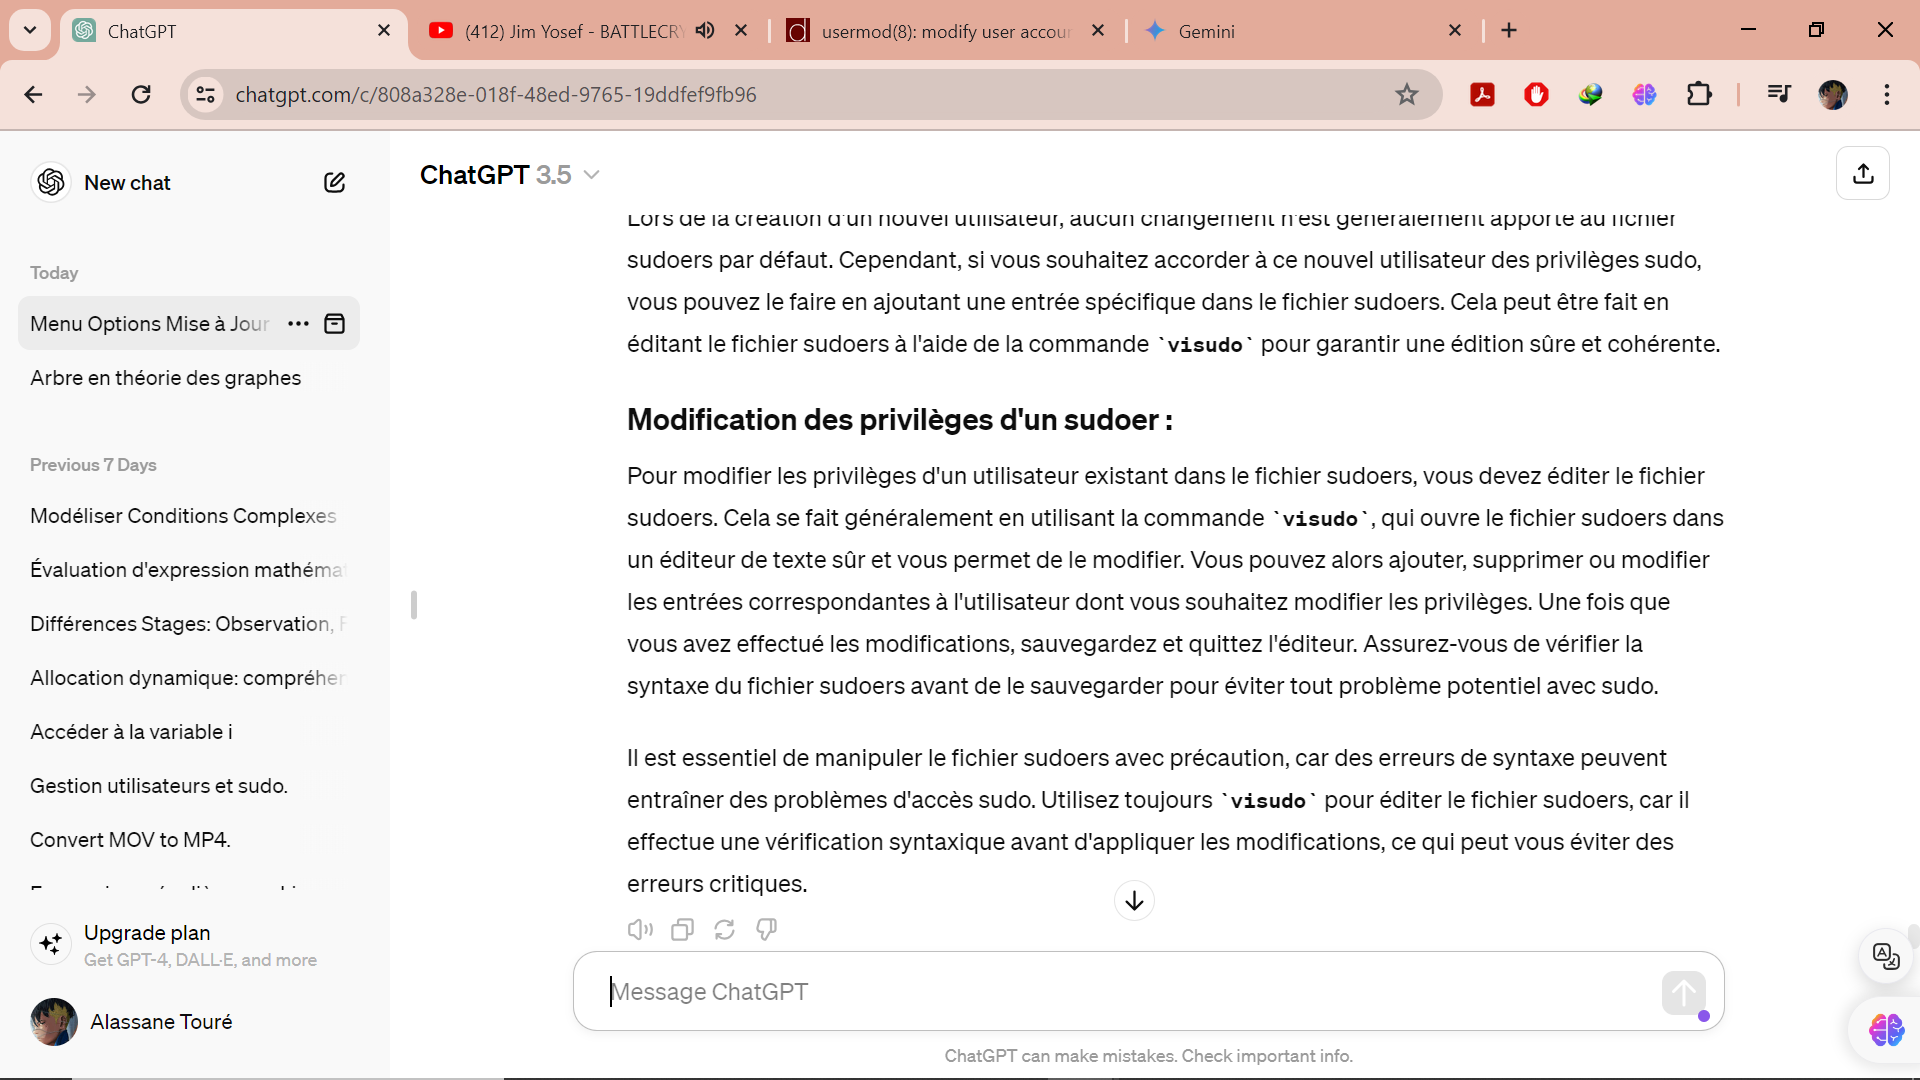 ChatGPT
(412) Jim Yosef - BATTLECRY
usermod(8): modify user accou
Gemini
chatgpt.com/c/808a328e-018f-48ed-9765-19ddfef9fb96
New chat
ChatGPT 3.5
Today
Menu Options Mise à Jour
Arbre en théorie des graphes
Previous 7 Days
Modéliser Conditions Complexes
Évaluation d'expression mathéma
Différences Stages: Observation, F
Allocation dynamique: compréhen
Accéder à la variable i
Gestion utilisateurs et sudo.
Convert MOV to MP4.
Upgrade plan
Get GPT-4, DALL·E, and more
Alassane Touré
Lors de la création d'un nouvel utilisateur, aucun changement n'est généralement apporté au fichier
sudoers par défaut. Cependant, si vous souhaitez accorder à ce nouvel utilisateur des privilèges sudo,
vous pouvez le faire en ajoutant une entrée spécifique dans le fichier sudoers. Cela peut être fait en
éditant le fichier sudoers à l'aide de la commande `visudo` pour garantir une édition sûre et cohérente.
Modification des privilèges d'un sudoer :
Pour modifier les privilèges d'un utilisateur existant dans le fichier sudoers, vous devez éditer le fichier
sudoers. Cela se fait généralement en utilisant la commande `visudo`, qui ouvre le fichier sudoers dans
un éditeur de texte sûr et vous permet de le modifier. Vous pouvez alors ajouter, supprimer ou modifier
les entrées correspondantes à l'utilisateur dont vous souhaitez modifier les privilèges. Une fois que
vous avez effectué les modifications, sauvegardez et quittez l'éditeur. Assurez-vous de vérifier la
syntaxe du fichier sudoers avant de le sauvegarder pour éviter tout problème potentiel avec sudo.
Il est essentiel de manipuler le fichier sudoers avec précaution, car des erreurs de syntaxe peuvent
entraîner des problèmes d'accès sudo. Utilisez toujours `visudo` pour éditer le fichier sudoers, car il
effectue une vérification syntaxique avant d'appliquer les modifications, ce qui peut vous éviter des
erreurs critiques.
Message ChatGPT
ChatGPT can make mistakes. Check important info.